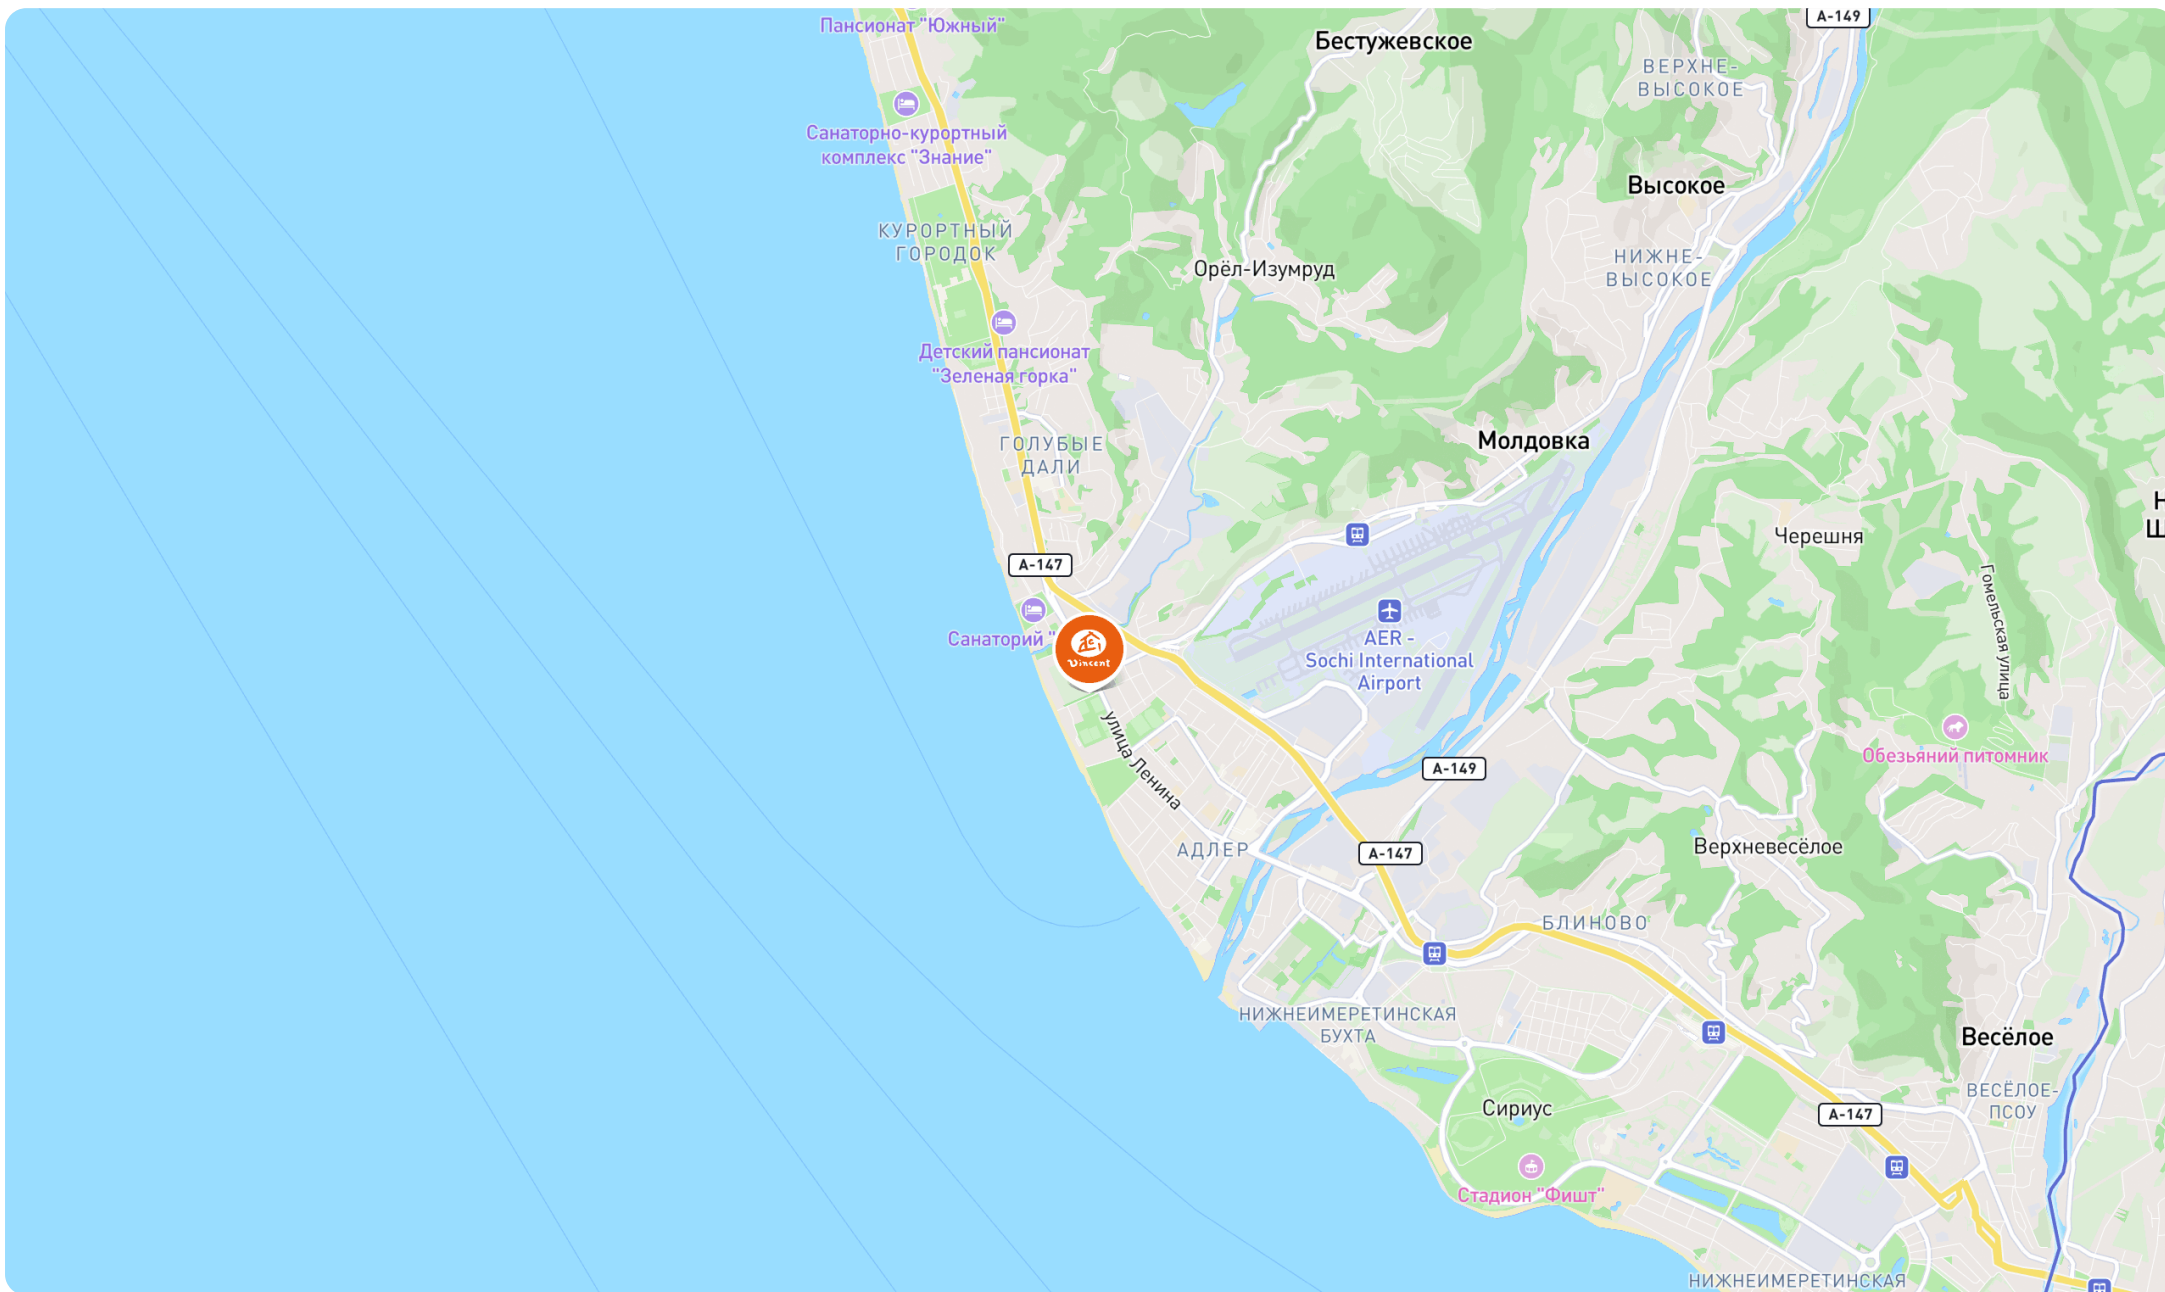 Пансионат "Южный"
А-149
Бестужевское
ВЕРХНЕ-
ВЫСОКОЕ
Санаторно-курортный
комплекс "Знание"
Высокое
КУРОРТНЫЙ
ГОРОДОК
НИЖНЕ-
ВЫСОКОЕ
Орёл-Изумруд
Детский пансионат
"Зеленая горка"
ГОЛУБЫЕ
ДАЛИ
Молдовка
Н
Черешня
А-147
Гомельская улица
Санаторий "
Vincent
AER -
Sochi International
Airport
улица Ленина
Обезьяний питомник
А-149
АДЛЕР
А-147
Верхневесёлое
БЛИНОВО
НИЖНЕИМЕРЕТИНСКАЯ
БУХТА
Весёлое
ВЕСЁЛОЕ-
ПСОУ
Сириус
А-147
Стадион "Фишт"
НИЖНЕИМЕРЕТИНСКАЯ